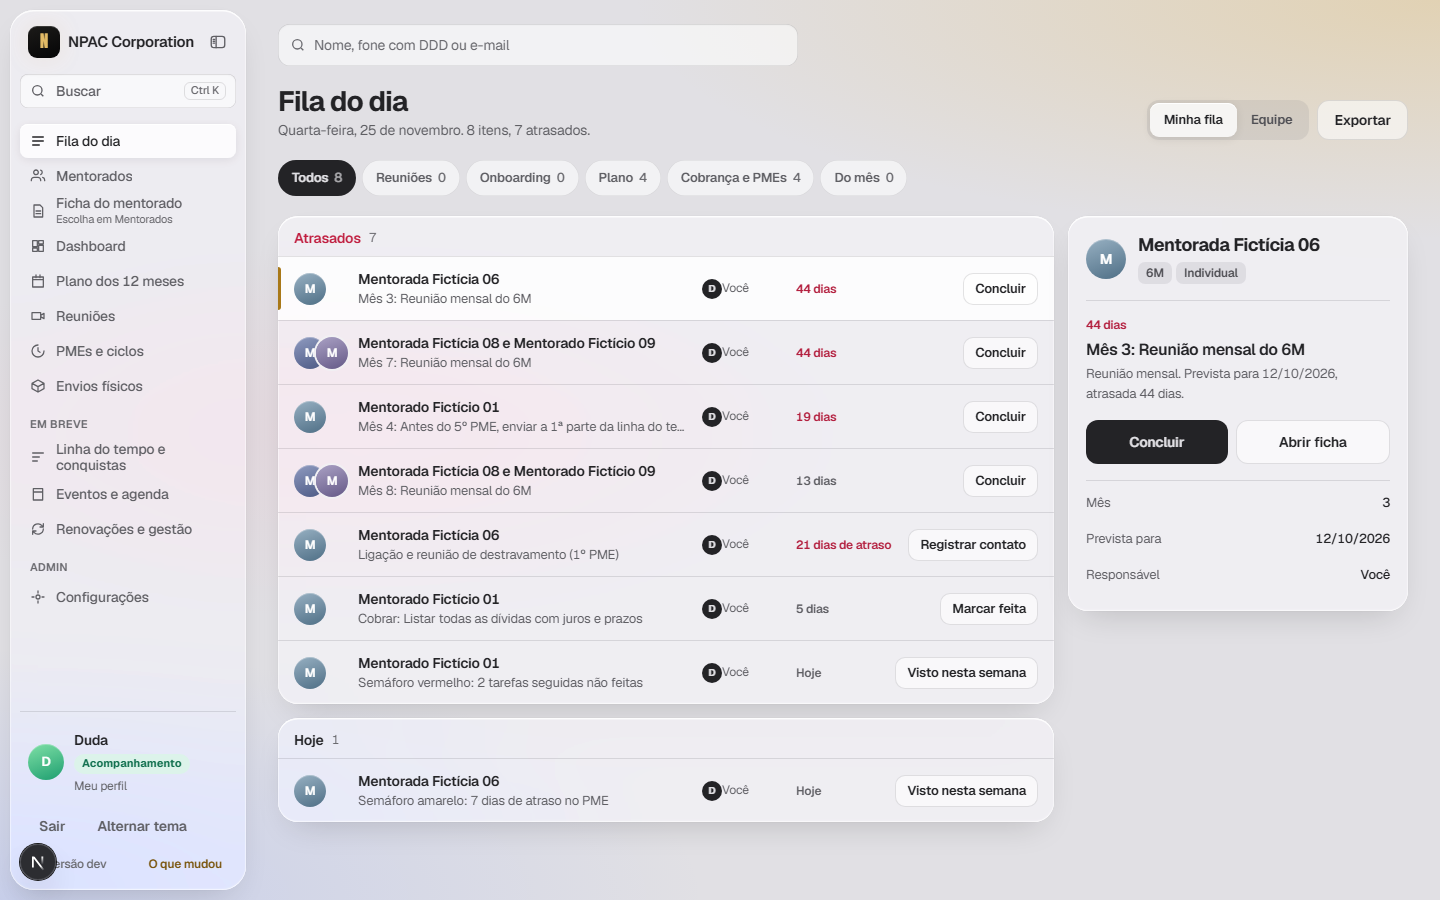 N NPAC Corporation
Buscar Ctrl K
Fila do dia
Mentorados
Ficha do mentorado
Escolha em Mentorados
Dashboard
Plano dos 12 meses
Reuniões
PMEs e ciclos
Envios físicos
EM BREVE
Linha do tempo e
conquistas
Eventos e agenda
Renovações e gestão
ADMIN
Configurações
D
Duda
Acompanhamento
Meu perfil
Sair Alternar tema
N ersão dev O que mudou
Nome, fone com DDD ou e-mail
Fila do dia
Quarta-feira, 25 de novembro. 8 itens, 7 atrasados.
Minha fila Equipe Exportar
Todos 8 Reuniões 0 Onboarding 0 Plano 4 Cobrança e PMEs 4 Do mês 0
Atrasados 7
M Mentorada Fictícia 06
Mês 3: Reunião mensal do 6M
D Você 44 dias Concluir
M M Mentorada Fictícia 08 e Mentorado Fictício 09
Mês 7: Reunião mensal do 6M
D Você 44 dias Concluir
M Mentorado Fictício 01
Mês 4: Antes do 5º PME, enviar a 1ª parte da linha do te...
D Você 19 dias Concluir
M M Mentorada Fictícia 08 e Mentorado Fictício 09
Mês 8: Reunião mensal do 6M
D Você 13 dias Concluir
M Mentorada Fictícia 06
Ligação e reunião de destravamento (1º PME)
D Você 21 dias de atraso Registrar contato
M Mentorado Fictício 01
Cobrar: Listar todas as dívidas com juros e prazos
D Você 5 dias Marcar feita
M Mentorado Fictício 01
Semáforo vermelho: 2 tarefas seguidas não feitas
D Você Hoje Visto nesta semana
Hoje 1
M Mentorada Fictícia 06
Semáforo amarelo: 7 dias de atraso no PME
D Você Hoje Visto nesta semana
M Mentorada Fictícia 06
6M Individual
44 dias
Mês 3: Reunião mensal do 6M
Reunião mensal. Prevista para 12/10/2026,
atrasada 44 dias.
Concluir Abrir ficha
Mês 3
Prevista para 12/10/2026
Responsável Você